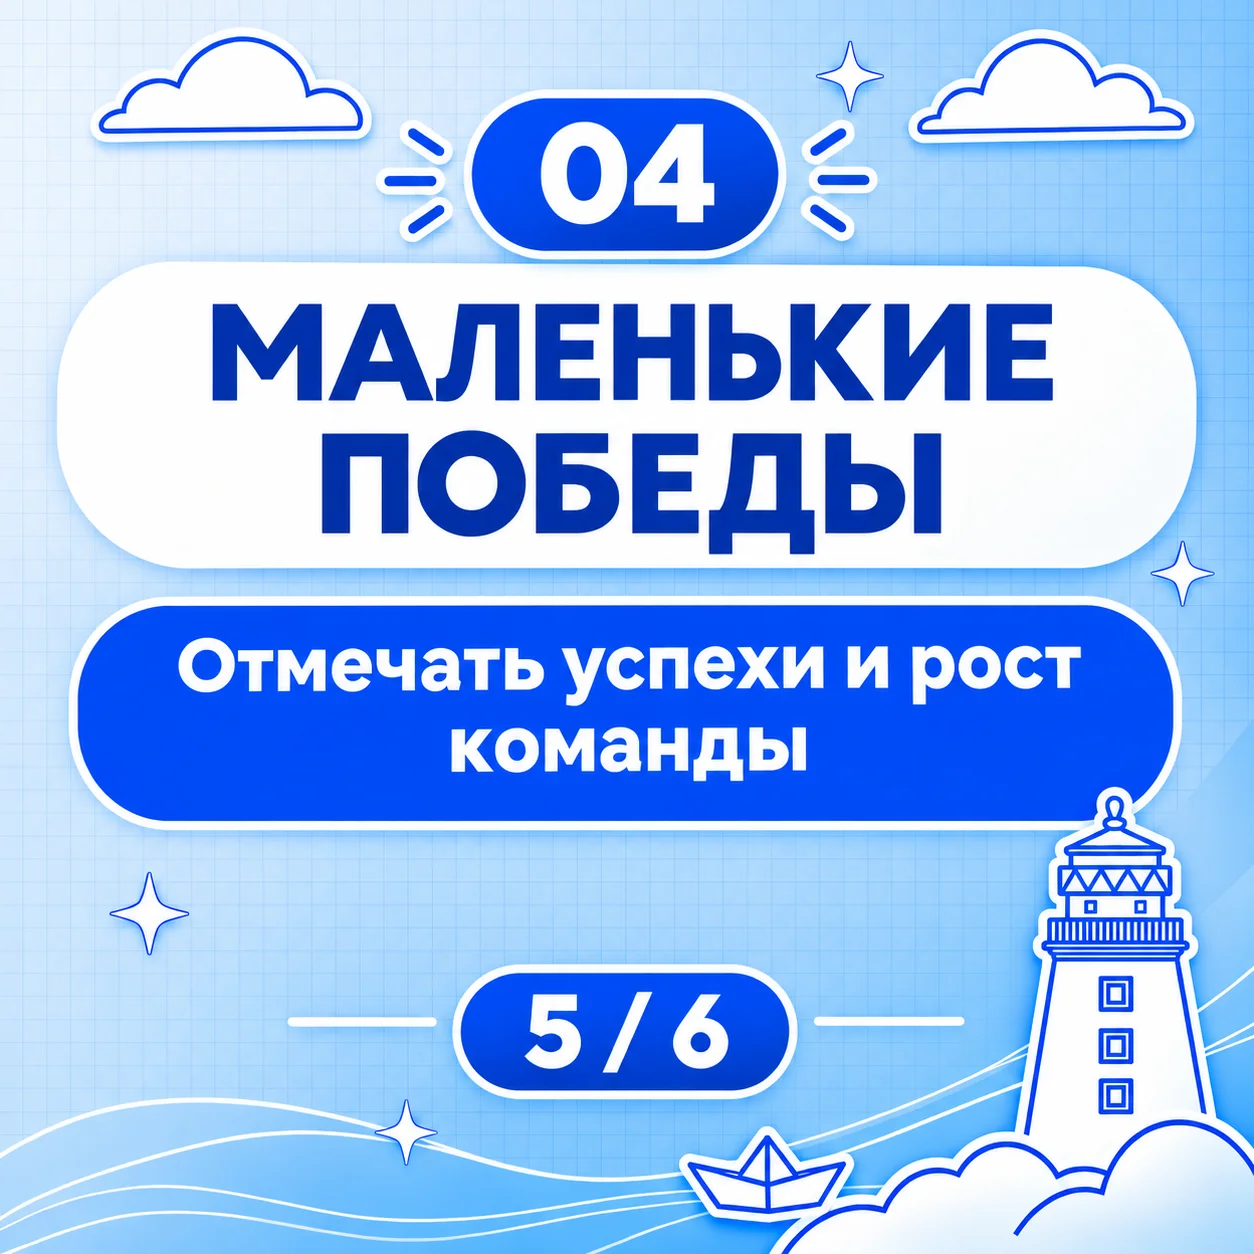 04
МАЛЕНЬКИЕ
ПОБЕДЫ
Отмечать успехи и рост
команды
5 / 6